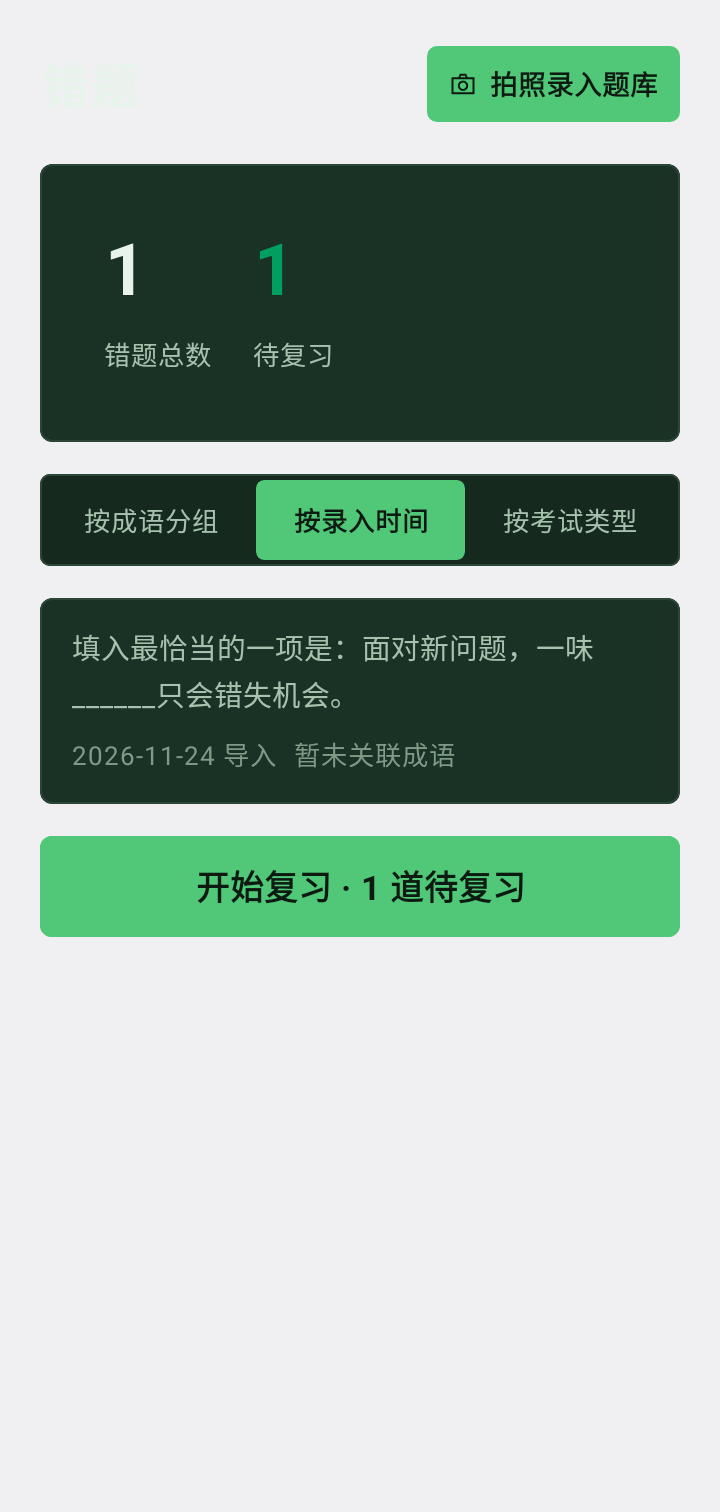 拍照录入题库
1 1
错题总数 待复习
按成语分组 按录入时间 按考试类型
填入最恰当的一项是：面对新问题，一味
______只会错失机会。
2026-11-24 导入 暂未关联成语
开始复习 · 1 道待复习